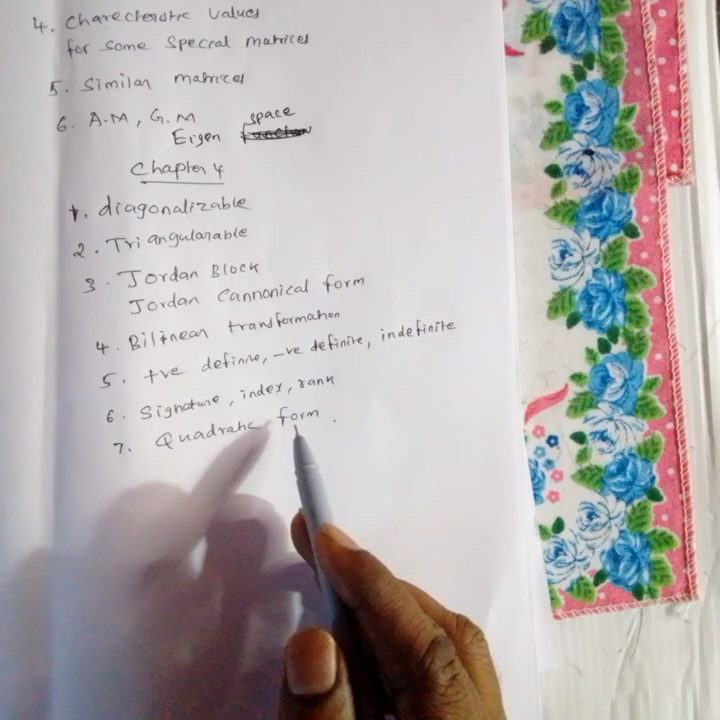 4. Charecteristic values
for some special matrices
5. Similar matrices
6. A.M, G.M
Eigen space
Chapter 4
1. diagonalizable
2. Triangularable
3. Jordan Block
Jordan Cannonical form
4. Bilinear transformation
5. +ve definite, -ve definite, indefinite
6. Signature, index, rank
7. Quadratic form.